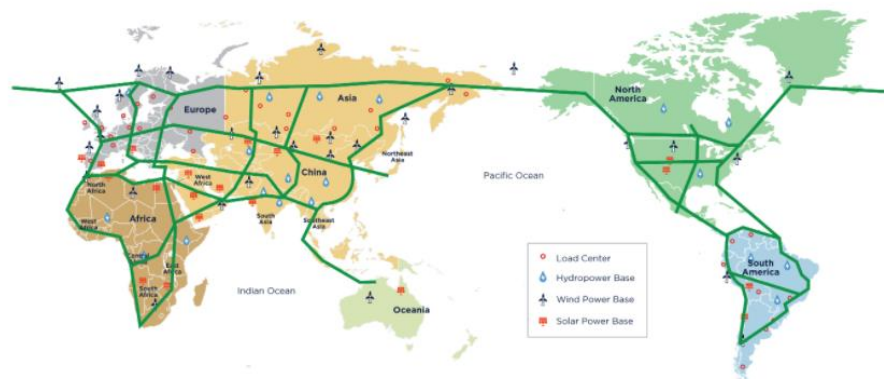 Europe
Asia
North
America
Northeast
Asia
China
West
Africa
North
Africa
Pacific Ocean
South
Asia
Southeast
Asia
West
Africa
Africa
East
Africa
South
Africa
South
America
Indian Ocean
Oceania
Load Center
Hydropower Base
Wind Power Base
Solar Power Base